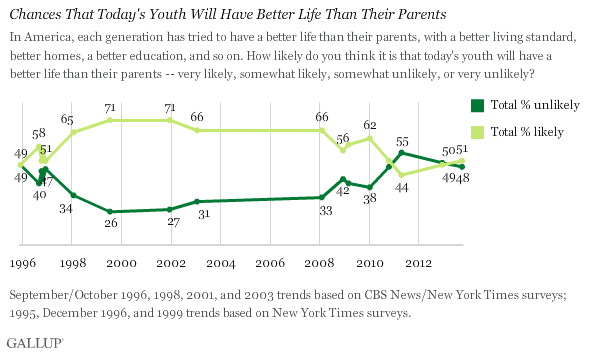 Chances That Today's Youth Will Have Better Life Than Their Parents
In America, each generation has tried to have a better life than their parents, with a better living standard,
better homes, a better education, and so on. How likely do you think it is that today's youth will have a
better life than their parents -- very likely, somewhat likely, somewhat unlikely, or very unlikely?
Total % unlikely
Total % likely
71 71
65 66 66
58 62
49 51 56 55 50 51
49 47 42 44 49 48
40 38
34 31 33
26 27
1996 1998 2000 2002 2004 2006 2008 2010 2012
September/October 1996, 1998, 2001, and 2003 trends based on CBS News/New York Times surveys;
1995, December 1996, and 1999 trends based on New York Times surveys.
GALLUP